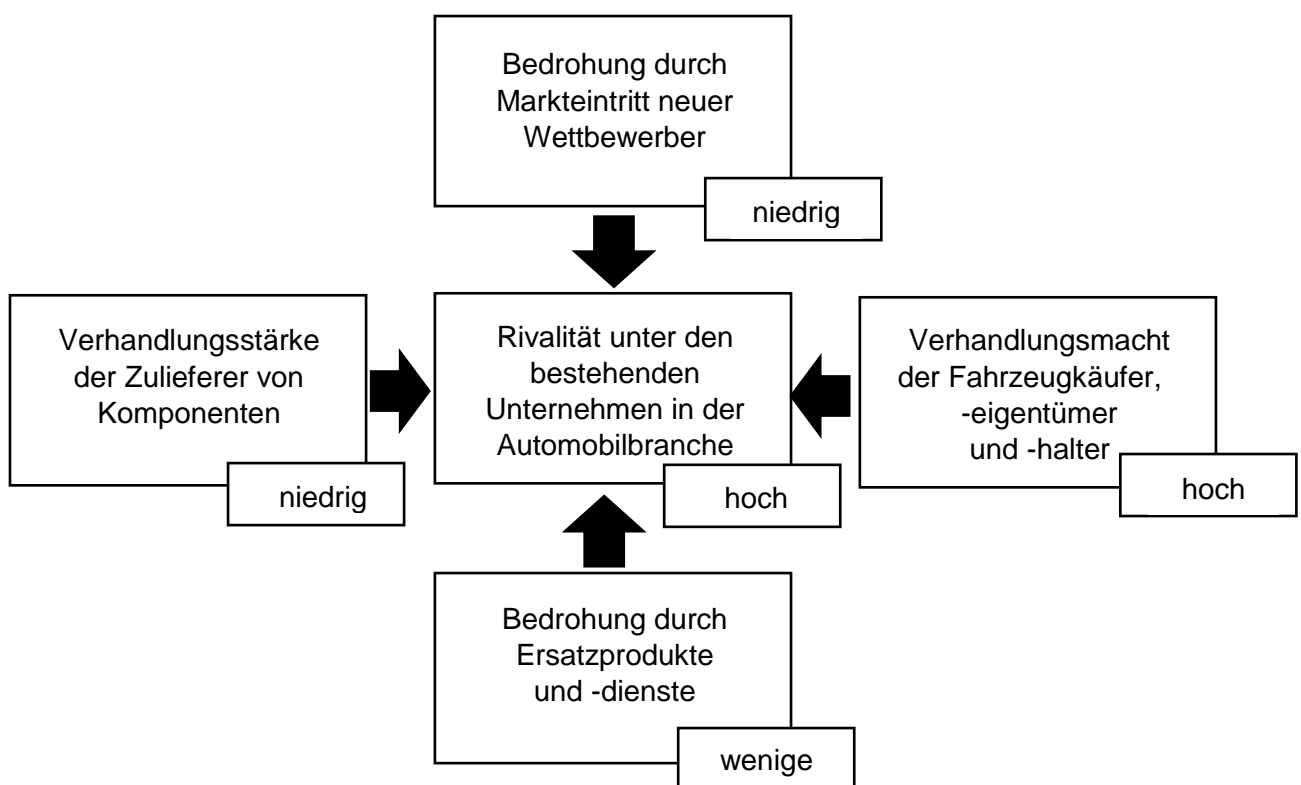 Bedrohung durch
Markteintritt neuer
Wettbewerber
niedrig
Verhandlungsstärke
der Zulieferer von
Komponenten
niedrig
Rivalität unter den
bestehenden
Unternehmen in der
Automobilbranche
hoch
Verhandlungsmacht
der Fahrzeugkäufer,
-eigentümer
und -halter
hoch
Bedrohung durch
Ersatzprodukte
und -dienste
wenige